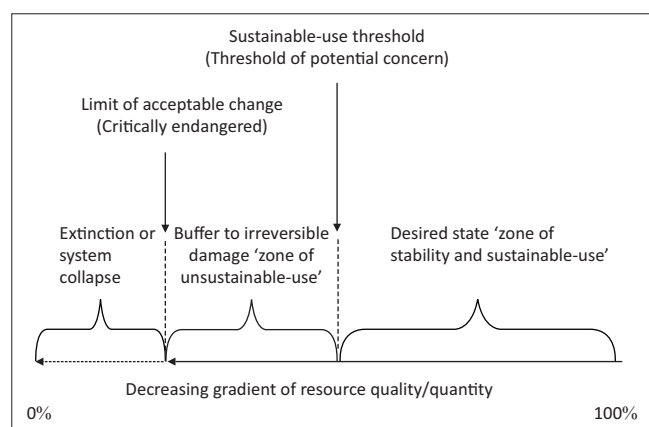 Sustainable-use threshold
(Threshold of potential concern)
Limit of acceptable change
(Critically endangered)
Extinction or
system
collapse
Buffer to irreversible
damage ‘zone of
unsustainable-use’
Desired state ‘zone of
stability and sustainable-use’
Decreasing gradient of resource quality/quantity
0%
100%